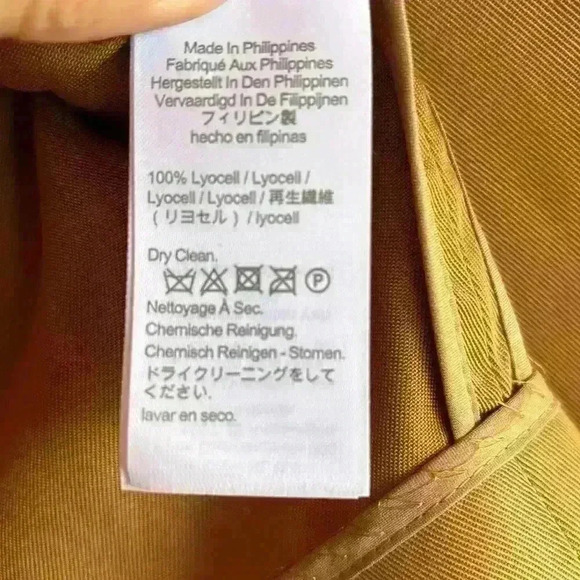 Made In Philippines
Fabriqué Aux Philippines
Hergestellt In Den Philippinen
Vervaardigd In De Filippijnen
フィリピン製
hecho en filipinas
100% Lyocell / Lyocell /
Lyocell / Lyocell / 再生繊維
(リヨセル) / lyocell
Dry Clean.
P
Nettoyage À Sec.
Chemische Reinigung.
Chemisch Reinigen - Stomen.
ドライクリーニングをして
ください.
lavar en seco.